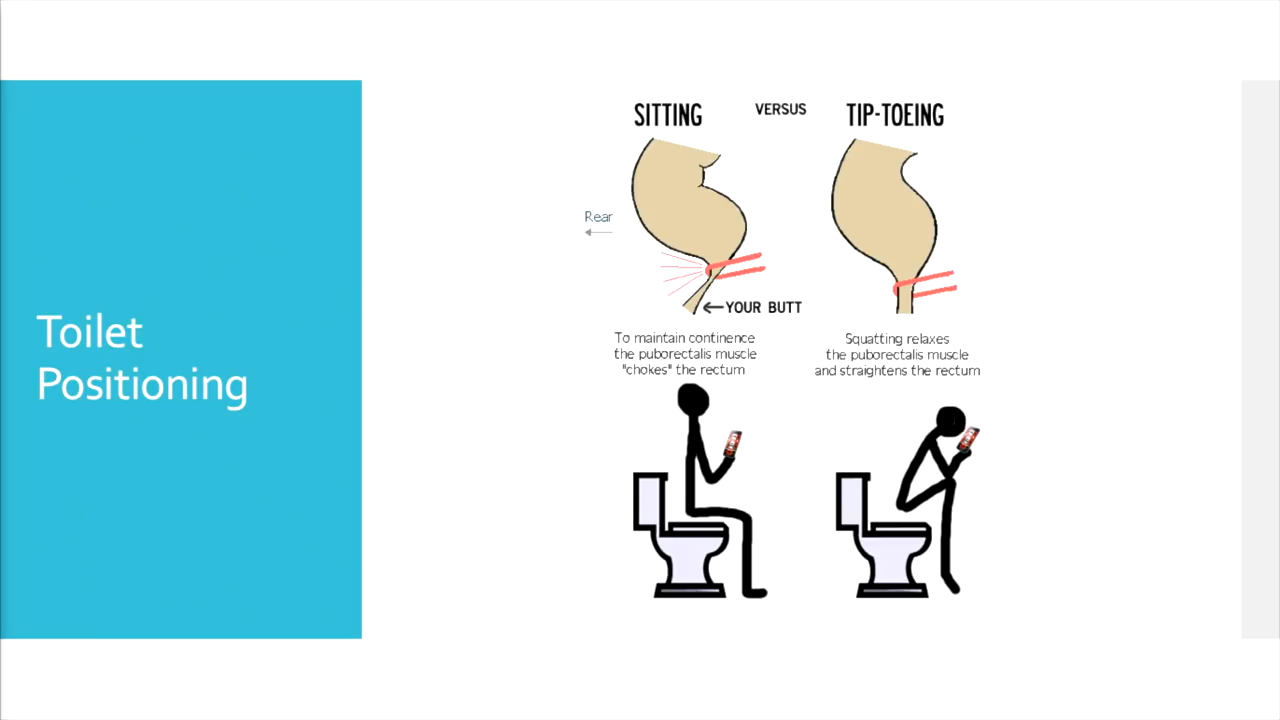 Toilet
Positioning
SITTING
VERSUS
TIP-TOEING
Rear
YOUR BUTT
To maintain continence
the puborectalis muscle
"chokes" the rectum
Squatting relaxes
the puborectalis muscle
and straightens the rectum